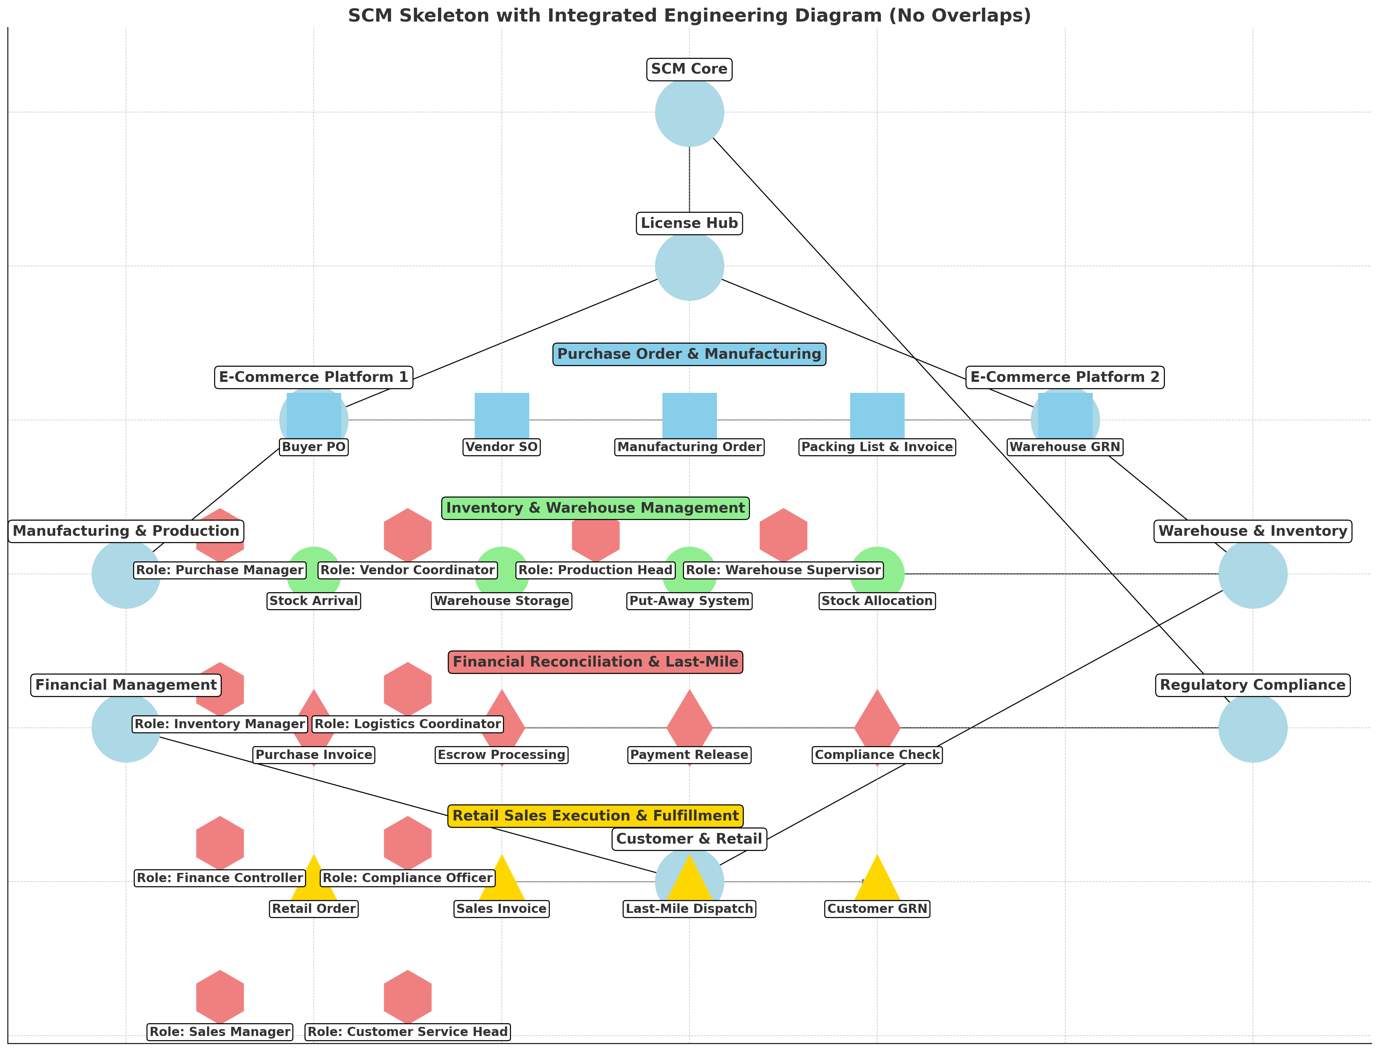 SCM Skeleton with Integrated Engineering Diagram (No Overlaps)
SCM Core
License Hub
Purchase Order & Manufacturing
E-Commerce Platform 1
E-Commerce Platform 2
Buyer PO
Vendor SO
Manufacturing Order
Packing List & Invoice
Warehouse GRN
Inventory & Warehouse Management
Manufacturing & Production
Warehouse & Inventory
Role: Purchase Manager
Role: Vendor Coordinator
Role: Production Head
Role: Warehouse Supervisor
Stock Arrival
Warehouse Storage
Put-Away System
Stock Allocation
Financial Reconciliation & Last-Mile
Financial Management
Regulatory Compliance
Role: Inventory Manager
Role: Logistics Coordinator
Purchase Invoice
Escrow Processing
Payment Release
Compliance Check
Retail Sales Execution & Fulfillment
Customer & Retail
Role: Finance Controller
Role: Compliance Officer
Retail Order
Sales Invoice
Last-Mile Dispatch
Customer GRN
Role: Sales Manager
Role: Customer Service Head